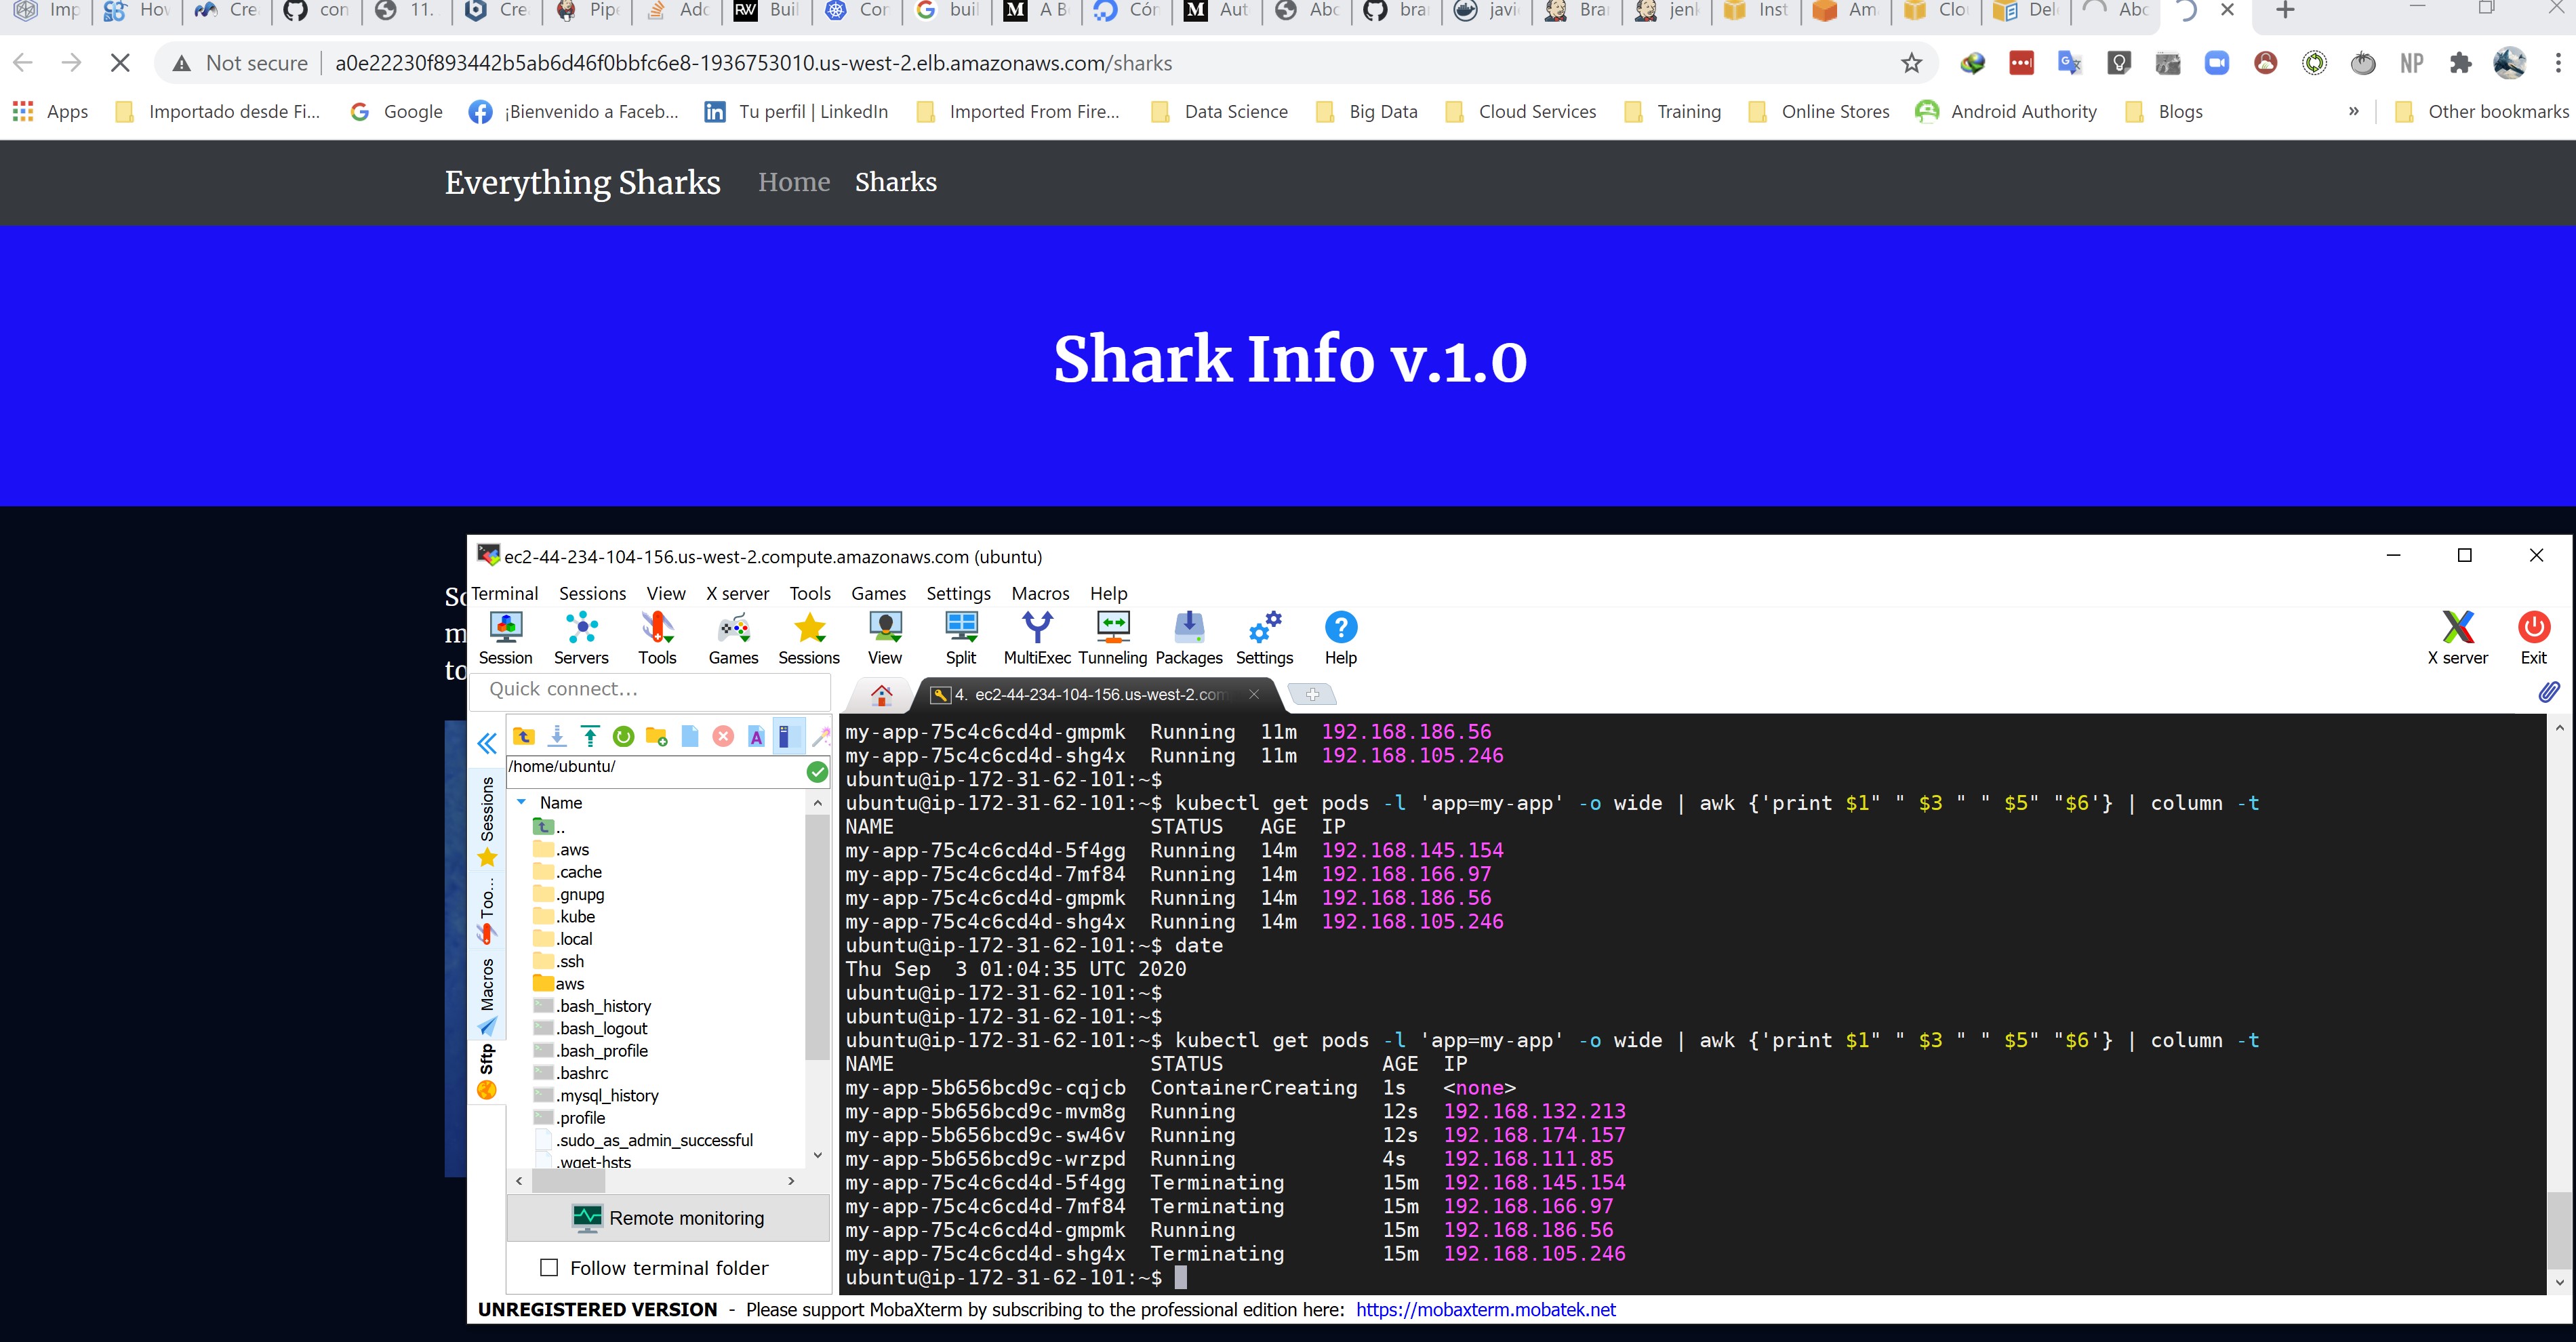 Imp
How
Cre
con
11.
Cre
Pipe
Add
RW Buil
Con
buil
M A B
Cón
M Aut
Abc
bra
javi
Bra
jenk
Inst
Am
Clo
Del
Abc
Not secure | a0e22230f893442b5ab6d46f0bbfc6e8-1936753010.us-west-2.elb.amazonaws.com/sharks
NP
Apps Importado desde Fi... Google ¡Bienvenido a Faceb... Tu perfil | LinkedIn Imported From Fire... Data Science Big Data Cloud Services Training Online Stores Android Authority Blogs » Other bookmarks
Everything Sharks Home Sharks
Shark Info v.1.0
ec2-44-234-104-156.us-west-2.compute.amazonaws.com (ubuntu)
Terminal Sessions View X server Tools Games Settings Macros Help
Session Servers Tools Games Sessions View Split MultiExec Tunneling Packages Settings Help X server Exit
Quick connect...
4. ec2-44-234-104-156.us-west-2.com
/home/ubuntu/
Name
..
.aws
.cache
.gnupg
.kube
.local
.ssh
aws
.bash_history
.bash_logout
.bash_profile
.bashrc
.mysql_history
.profile
.sudo_as_admin_successful
.wget-hsts
Sessions
Too...
Macros
Sftp
Remote monitoring
Follow terminal folder
my-app-75c4c6cd4d-gmpmk Running 11m 192.168.186.56
my-app-75c4c6cd4d-shg4x Running 11m 192.168.105.246
ubuntu@ip-172-31-62-101:~$
ubuntu@ip-172-31-62-101:~$ kubectl get pods -l 'app=my-app' -o wide | awk {'print $1" " $3 " " $5" "$6'} | column -t
NAME STATUS AGE IP
my-app-75c4c6cd4d-5f4gg Running 14m 192.168.145.154
my-app-75c4c6cd4d-7mf84 Running 14m 192.168.166.97
my-app-75c4c6cd4d-gmpmk Running 14m 192.168.186.56
my-app-75c4c6cd4d-shg4x Running 14m 192.168.105.246
ubuntu@ip-172-31-62-101:~$ date
Thu Sep  3 01:04:35 UTC 2020
ubuntu@ip-172-31-62-101:~$
ubuntu@ip-172-31-62-101:~$
ubuntu@ip-172-31-62-101:~$ kubectl get pods -l 'app=my-app' -o wide | awk {'print $1" " $3 " " $5" "$6'} | column -t
NAME STATUS AGE IP
my-app-5b656bcd9c-cqjcb ContainerCreating 1s <none>
my-app-5b656bcd9c-mvm8g Running 12s 192.168.132.213
my-app-5b656bcd9c-sw46v Running 12s 192.168.174.157
my-app-5b656bcd9c-wrzpd Running 4s 192.168.111.85
my-app-75c4c6cd4d-5f4gg Terminating 15m 192.168.145.154
my-app-75c4c6cd4d-7mf84 Terminating 15m 192.168.166.97
my-app-75c4c6cd4d-gmpmk Running 15m 192.168.186.56
my-app-75c4c6cd4d-shg4x Terminating 15m 192.168.105.246
ubuntu@ip-172-31-62-101:~$
UNREGISTERED VERSION - Please support MobaXterm by subscribing to the professional edition here: https://mobaxterm.mobatek.net